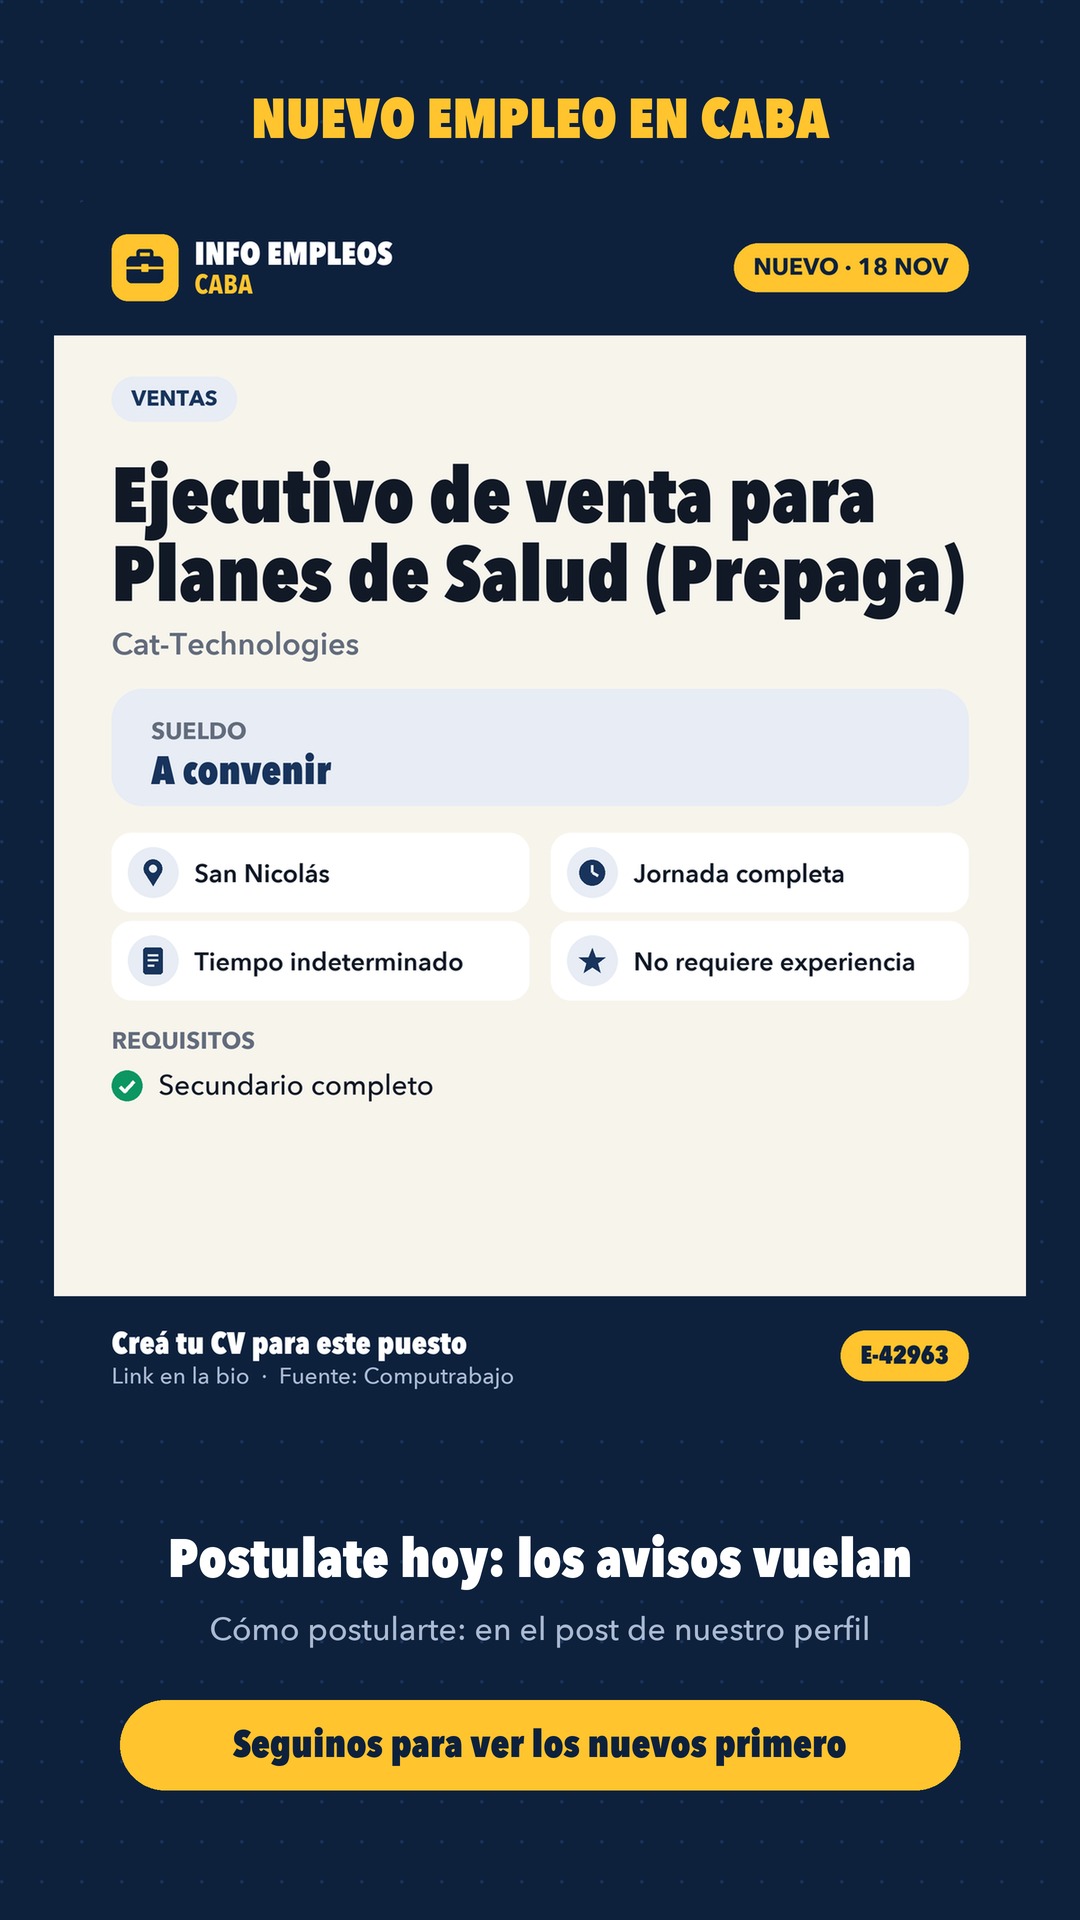 NUEVO EMPLEO EN CABA
INFO EMPLEOS
CABA
NUEVO · 18 NOV
VENTAS
Ejecutivo de venta para
Planes de Salud (Prepaga)
Cat-Technologies
SUELDO
A convenir
San Nicolás
Jornada completa
Tiempo indeterminado
No requiere experiencia
REQUISITOS
Secundario completo
Creá tu CV para este puesto
Link en la bio · Fuente: Computrabajo
E-42963
Postulate hoy: los avisos vuelan
Cómo postularte: en el post de nuestro perfil
Seguinos para ver los nuevos primero